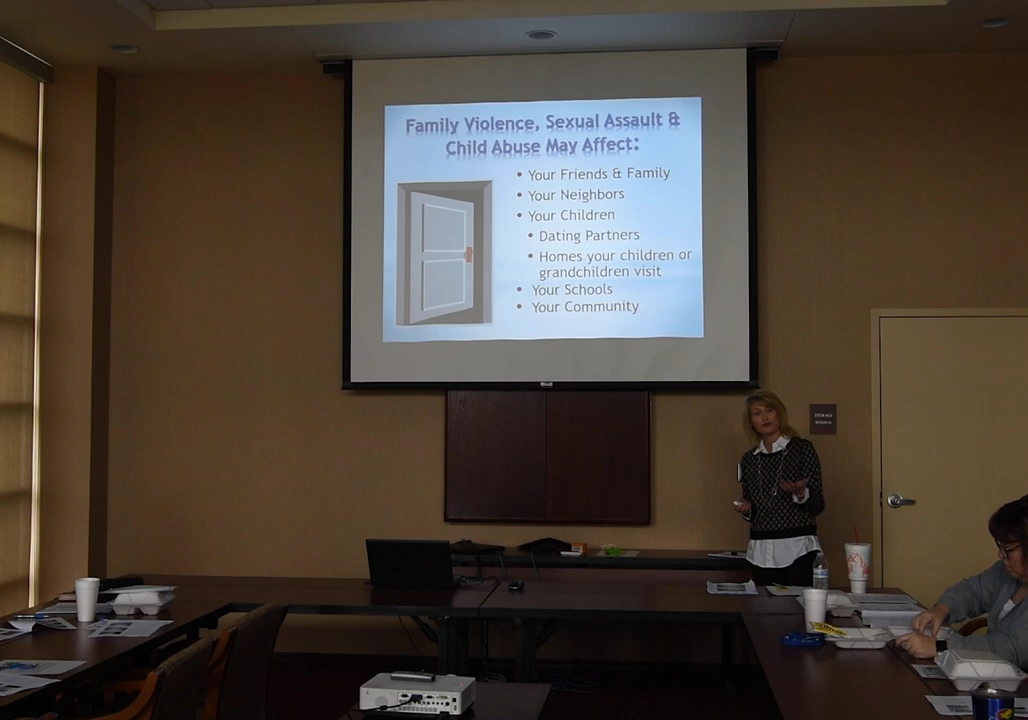 Family Violence, Sexual Assault &
Child Abuse May Affect:
• Your Friends & Family
• Your Neighbors
• Your Children
• Dating Partners
• Homes your children or
grandchildren visit
• Your Schools
• Your Community